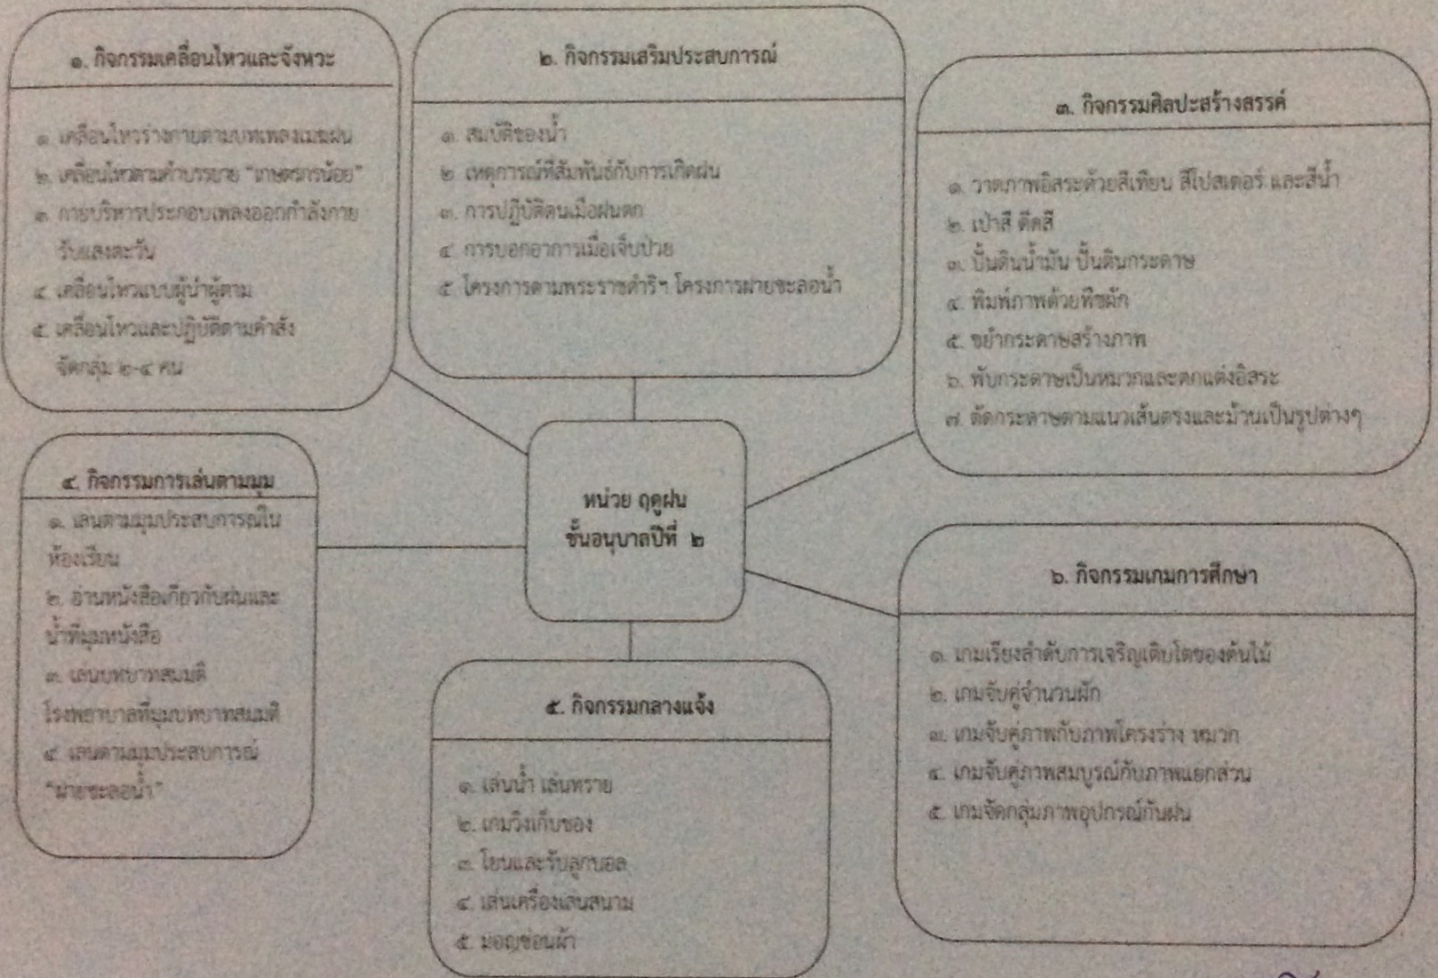 ๑. กิจกรรมเคลื่อนไหวและจังหวะ
๑. เคลื่อนไหวร่างกายตามบทเพลงเมฆฝน
๒. เคลื่อนไหวตามคำบรรยาย "เกษตรกรน้อย"
๓. กายบริหารประกอบเพลงออกกำลังกาย
รับแสงตะวัน
๔. เคลื่อนไหวแบบผู้นำผู้ตาม
๕. เคลื่อนไหวและปฏิบัติตามคำสั่ง
จัดกลุ่ม ๒-๔ คน
๒. กิจกรรมเสริมประสบการณ์
๑. สมบัติของน้ำ
๒. เหตุการณ์ที่สัมพันธ์กับการเกิดฝน
๓. การปฏิบัติตนเมื่อฝนตก
๔. การบอกอาการเมื่อเจ็บป่วย
๕. โครงการตามพระราชดำริฯ โครงการฝายชะลอน้ำ
๓. กิจกรรมศิลปะสร้างสรรค์
๑. วาดภาพอิสระด้วยสีเทียน สีโปสเตอร์ และสีน้ำ
๒. เป่าสี ดีดสี
๓. ปั้นดินน้ำมัน ปั้นดินกระดาษ
๔. พิมพ์ภาพด้วยพืชผัก
๕. ขยำกระดาษสร้างภาพ
๖. พับกระดาษเป็นหมวกและตกแต่งอิสระ
๗. ตัดกระดาษตามแนวเส้นตรงและม้วนเป็นรูปต่างๆ
หน่วย ฤดูฝน
ชั้นอนุบาลปีที่ ๒
๔. กิจกรรมการเล่นตามมุม
๑. เล่นตามมุมประสบการณ์ใน
ห้องเรียน
๒. อ่านหนังสือเกี่ยวกับฝนและ
น้ำที่มุมหนังสือ
๓. เล่นบทบาทสมมติ
โรงพยาบาลที่มุมบทบาทสมมติ
๔. เล่นตามมุมประสบการณ์
"ฝายชะลอน้ำ"
๕. กิจกรรมกลางแจ้ง
๑. เล่นน้ำ เล่นทราย
๒. เกมวิ่งเก็บของ
๓. โยนและรับลูกบอล
๔. เล่นเครื่องเล่นสนาม
๕. มอญซ่อนผ้า
๖. กิจกรรมเกมการศึกษา
๑. เกมเรียงลำดับการเจริญเติบโตของต้นไม้
๒. เกมจับคู่จำนวนผัก
๓. เกมจับคู่ภาพกับภาพโครงร่าง หมวก
๔. เกมจับคู่ภาพสมบูรณ์กับภาพแยกส่วน
๕. เกมจัดกลุ่มภาพอุปกรณ์กันฝน